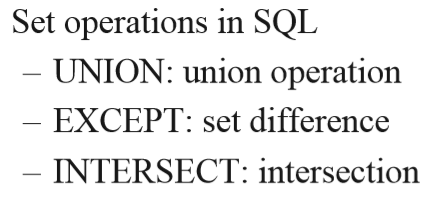 Set operations in SQL
– UNION: union operation
– EXCEPT: set difference
– INTERSECT: intersection